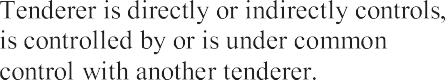 Tenderer is directly or indirectly controls,
is controlled by or is under common
control with another tenderer.